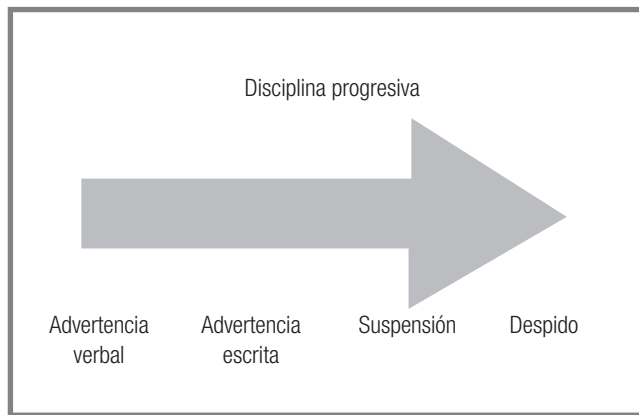 Disciplina progresiva
Advertencia verbal
Advertencia escrita
Suspensión
Despido